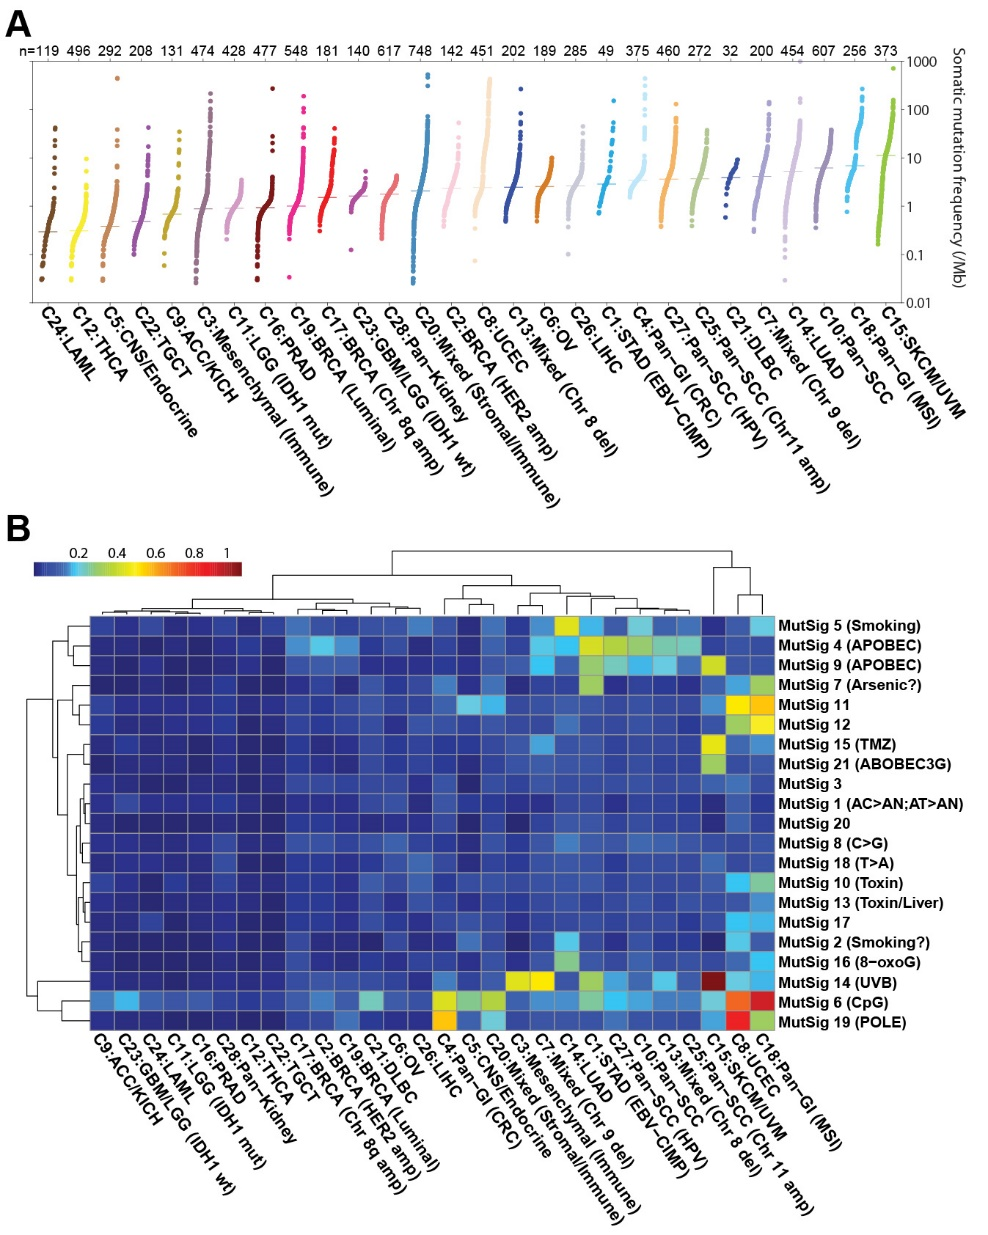 A
n=119 496 292 208 131 474 428 477 548 181 140 617 748 142 451 202 189 285 49 375 460 272 32 200 454 607 256 373
1000
100
10
1
0.1
0.01
Somatic mutation frequency (/Mb)
C24:LAML
C12:THCA
C5:CNS/Endocrine
C22:TGCT
C9:ACC/KICH
C3:Mesenchymal (Immune)
C11:LGG (IDH1 mut)
C16:PRAD
C19:BRCA (Luminal)
C17:BRCA (Chr 8q amp)
C23:GBM/LGG (IDH1 wt)
C28:Pan-Kidney
C20:Mixed (Stromal/Immune)
C2:BRCA (HER2 amp)
C8:UCEC
C13:Mixed (Chr 8 del)
C6:OV
C26:LIHC
C1:STAD (EBV-CIMP)
C4:Pan-GI (CRC)
C27:Pan-SCC (HPV)
C25:Pan-SCC (Chr11 amp)
C21:DLBC
C7:Mixed (Chr 9 del)
C14:LUAD
C10:Pan-SCC
C18:Pan-GI (MSI)
C15:SKCM/UVM
B
0.2 0.4 0.6 0.8 1
MutSig 5 (Smoking)
MutSig 4 (APOBEC)
MutSig 9 (APOBEC)
MutSig 7 (Arsenic?)
MutSig 11
MutSig 12
MutSig 15 (TMZ)
MutSig 21 (ABOBEC3G)
MutSig 3
MutSig 1 (AC>AN;AT>AN)
MutSig 20
MutSig 8 (C>G)
MutSig 18 (T>A)
MutSig 10 (Toxin)
MutSig 13 (Toxin/Liver)
MutSig 17
MutSig 2 (Smoking?)
MutSig 16 (8-oxoG)
MutSig 14 (UVB)
MutSig 6 (CpG)
MutSig 19 (POLE)
C9:ACC/KICH
C23:GBM/LGG (IDH1 wt)
C24:LAML
C11:LGG (IDH1 mut)
C16:PRAD
C28:Pan-Kidney
C12:THCA
C22:TGCT
C17:BRCA (Chr 8q amp)
C2:BRCA (HER2 amp)
C19:BRCA (Luminal)
C21:DLBC
C6:OV
C26:LIHC
C4:Pan-GI (CRC)
C5:CNS/Endocrine
C20:Mixed (Stromal/Immune)
C3:Mesenchymal (Immune)
C7:Mixed (Chr 9 del)
C14:LUAD
C1:STAD (EBV-CIMP)
C27:Pan-SCC (HPV)
C10:Pan-SCC
C13:Mixed (Chr 8 del)
C25:Pan-SCC (Chr 11 amp)
C15:SKCM/UVM
C8:UCEC
C18:Pan-GI (MSI)